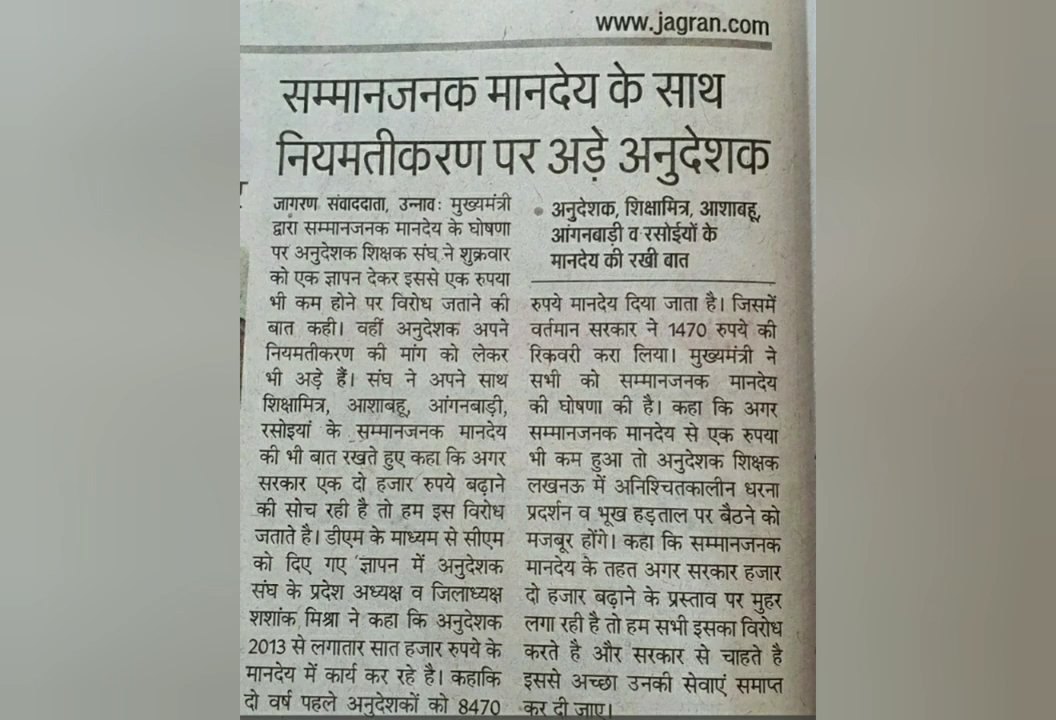 www.jagran.com
सम्मानजनक मानदेय के साथ
नियमतीकरण पर अड़े अनुदेशक
जागरण संवाददाता, उन्नाव: मुख्यमंत्री
द्वारा सम्मानजनक मानदेय के घोषणा
पर अनुदेशक शिक्षक संघ ने शुक्रवार
को एक ज्ञापन देकर इससे एक रुपया
भी कम होने पर विरोध जताने की
बात कही। वहीं अनुदेशक अपने
नियमतीकरण की मांग को लेकर
भी अड़े हैं। संघ ने अपने साथ
शिक्षामित्र, आशाबहू, आंगनबाड़ी,
रसोइयां के सम्मानजनक मानदेय
की भी बात रखते हुए कहा कि अगर
सरकार एक दो हजार रुपये बढ़ाने
की सोच रही है तो हम इस विरोध
जताते है। डीएम के माध्यम से सीएम
को दिए गए ज्ञापन में अनुदेशक
संघ के प्रदेश अध्यक्ष व जिलाध्यक्ष
शशांक मिश्रा ने कहा कि अनुदेशक
2013 से लगातार सात हजार रुपये के
मानदेय में कार्य कर रहे है। कहाकि
दो वर्ष पहले अनुदेशकों को 8470
• अनुदेशक, शिक्षामित्र, आशाबहू,
आंगनबाड़ी व रसोईयों के
मानदेय की रखी बात
रुपये मानदेय दिया जाता है। जिसमें
वर्तमान सरकार ने 1470 रुपये की
रिकवरी करा लिया। मुख्यमंत्री ने
सभी को सम्मानजनक मानदेय
की घोषणा की है। कहा कि अगर
सम्मानजनक मानदेय से एक रुपया
भी कम हुआ तो अनुदेशक शिक्षक
लखनऊ में अनिश्चितकालीन धरना
प्रदर्शन व भूख हड़ताल पर बैठने को
मजबूर होंगे। कहा कि सम्मानजनक
मानदेय के तहत अगर सरकार हजार
दो हजार बढ़ाने के प्रस्ताव पर मुहर
लगा रही है तो हम सभी इसका विरोध
करते है और सरकार से चाहते है
इससे अच्छा उनकी सेवाएं समाप्त
कर दी जाए।